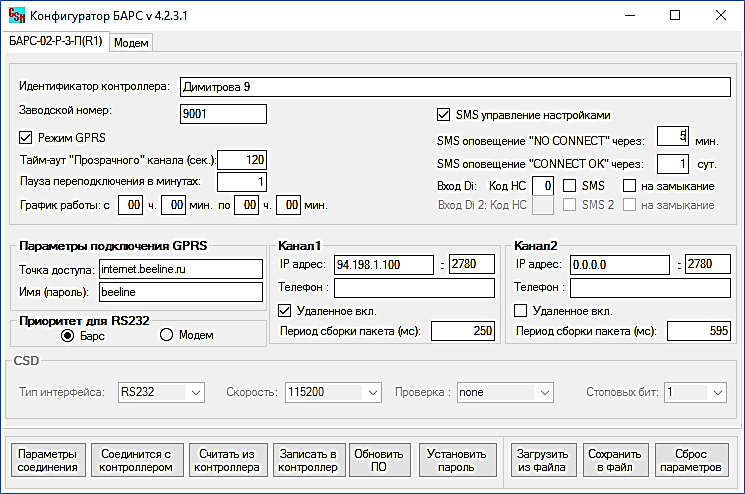 CSM Конфигуратор БАРС v 4.2.3.1
БАРС-02-Р-3-П(R1) Модем
Идентификатор контроллера: Димитрова 9
Заводской номер: 9001
SMS управление настройками
Режим GPRS
SMS оповещение "NO CONNECT" через: 5 мин.
Тайм-аут "Прозрачного" канала (сек.): 120
SMS оповещение "CONNECT OK" через: 1 сут.
Пауза переподключения в минутах: 1
Вход Di: Код НС 0 SMS на замыкание
График работы: с 00 ч. 00 мин. по 00 ч. 00 мин.
Вход Di 2: Код НС SMS 2 на замыкание
Параметры подключения GPRS
Точка доступа: internet.beeline.ru
Имя (пароль): beeline
Приоритет для RS232
Барс Модем
Канал1
IP адрес: 94.198.1.100 : 2780
Телефон :
Удаленное вкл.
Период сборки пакета (мс): 250
Канал2
IP адрес: 0.0.0.0 : 2780
Телефон :
Удаленное вкл.
Период сборки пакета (мс): 595
CSD
Тип интерфейса: RS232 Скорость: 115200 Проверка : none Стоповых бит: 1
Параметры соединения
Соединится с контроллером
Считать из контроллера
Записать в контроллер
Обновить ПО
Установить пароль
Загрузить из файла
Сохранить в файл
Сброс параметров